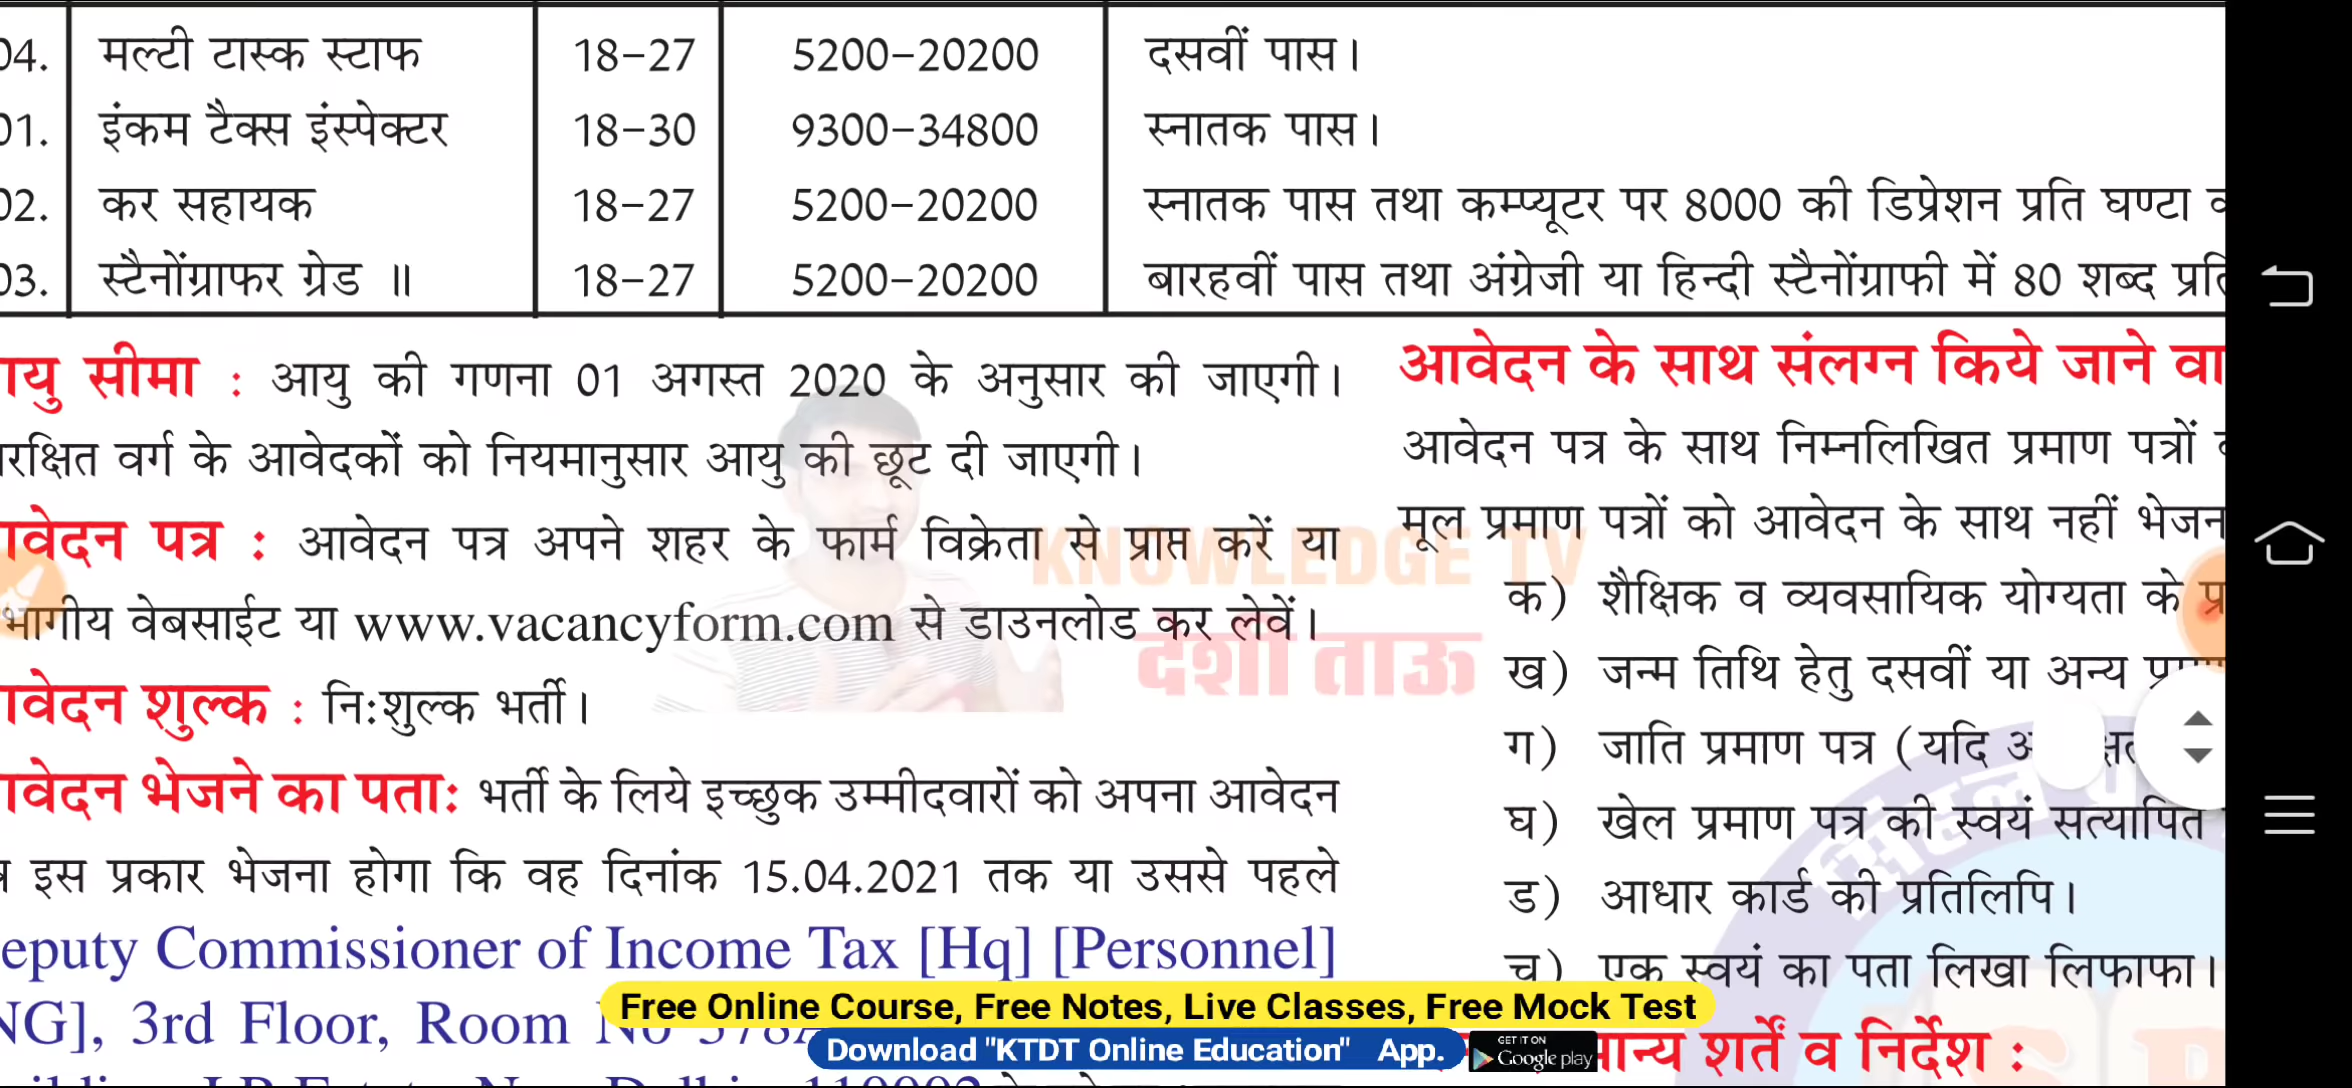 04. मल्टी टास्क स्टाफ 18-27 5200-20200 दसवीं पास।
01. इंकम टैक्स इंस्पेक्टर 18-30 9300-34800 स्नातक पास।
02. कर सहायक 18-27 5200-20200 स्नातक पास तथा कम्प्यूटर पर 8000 की डिप्रेशन प्रति घण्टा
03. स्टैनोंग्राफर ग्रेड ॥ 18-27 5200-20200 बारहवीं पास तथा अंग्रेजी या हिन्दी स्टैनोंग्राफी में 80 शब्द प्रति
ायु सीमा : आयु की गणना 01 अगस्त 2020 के अनुसार की जाएगी।
रक्षित वर्ग के आवेदकों को नियमानुसार आयु की छूट दी जाएगी।
ावेदन पत्र : आवेदन पत्र अपने शहर के फार्म विक्रेता से प्राप्त करें या
भागीय वेबसाईट या www.vacancyform.com से डाउनलोड कर लेवें।
ावेदन शुल्क : निःशुल्क भर्ती।
ावेदन भेजने का पताः भर्ती के लिये इच्छुक उम्मीदवारों को अपना आवेदन
इस प्रकार भेजना होगा कि वह दिनांक 15.04.2021 तक या उससे पहले
eputy Commissioner of Income Tax [Hq] [Personnel]
NG], 3rd Floor, Room No
आवेदन के साथ संलग्न किये जाने वा
आवेदन पत्र के साथ निम्नलिखित प्रमाण पत्रों
मूल प्रमाण पत्रों को आवेदन के साथ नहीं भेजन
क) शैक्षिक व व्यवसायिक योग्यता के प्र
ख) जन्म तिथि हेतु दसवीं या अन्य
ग) जाति प्रमाण पत्र (यदि
घ) खेल प्रमाण पत्र की स्वयं सत्यापित
ड) आधार कार्ड की प्रतिलिपि।
च) एक स्वयं का पता लिखा लिफाफा।
मान्य शर्तें व निर्देश :
KNOWLEDGE TV
देशी ताऊ
Free Online Course, Free Notes, Live Classes, Free Mock Test
Download "KTDT Online Education" App.
GET IT ON
Google play